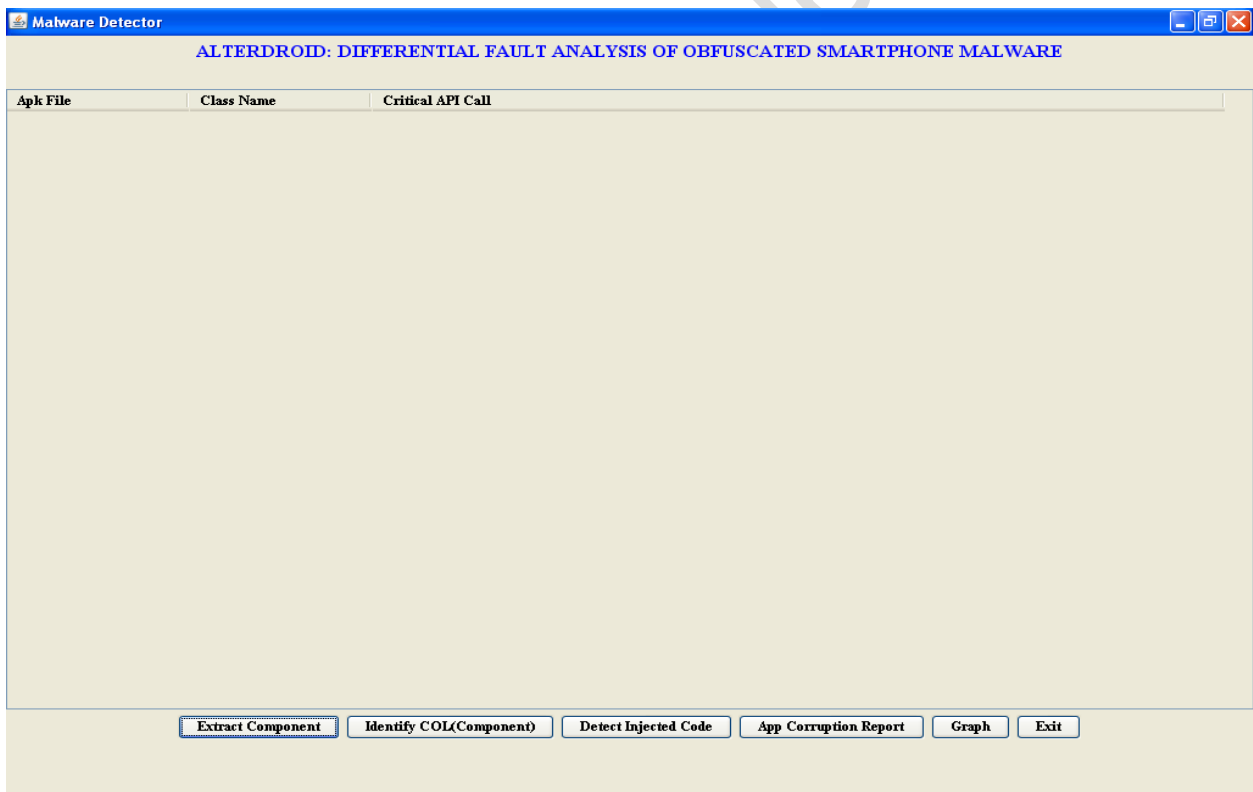 Malware Detector
ALTERDROID: DIFFERENTIAL FAULT ANALYSIS OF OBFUSCATED SMARTPHONE MALWARE
Apk File Class Name Critical API Call
Extract Component Identify COL(Component) Detect Injected Code App Corruption Report Graph Exit